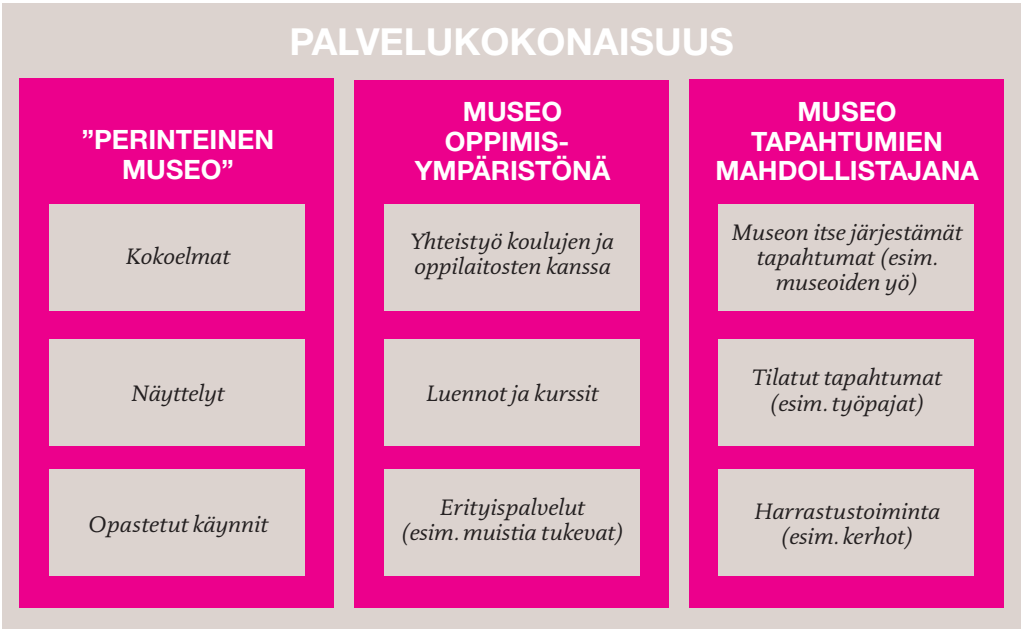 PALVELUKOKONAISUUS
”PERINTEINEN
MUSEO”
Kokoelmat
Näyttelyt
Opastetut käynnit
MUSEO
OPPIMIS-
YMPÄRISTÖNÄ
Yhteistyö koulujen ja
oppilaitosten kanssa
Luennot ja kurssit
Erityispalvelut
(esim. muistia tukevat)
MUSEO
TAPAHTUMIEN
MAHDOLLISTAJANA
Museon itse järjestämät
tapahtumat (esim.
museoiden yö)
Tilatut tapahtumat
(esim. työpajat)
Harrastustoiminta
(esim. kerhot)